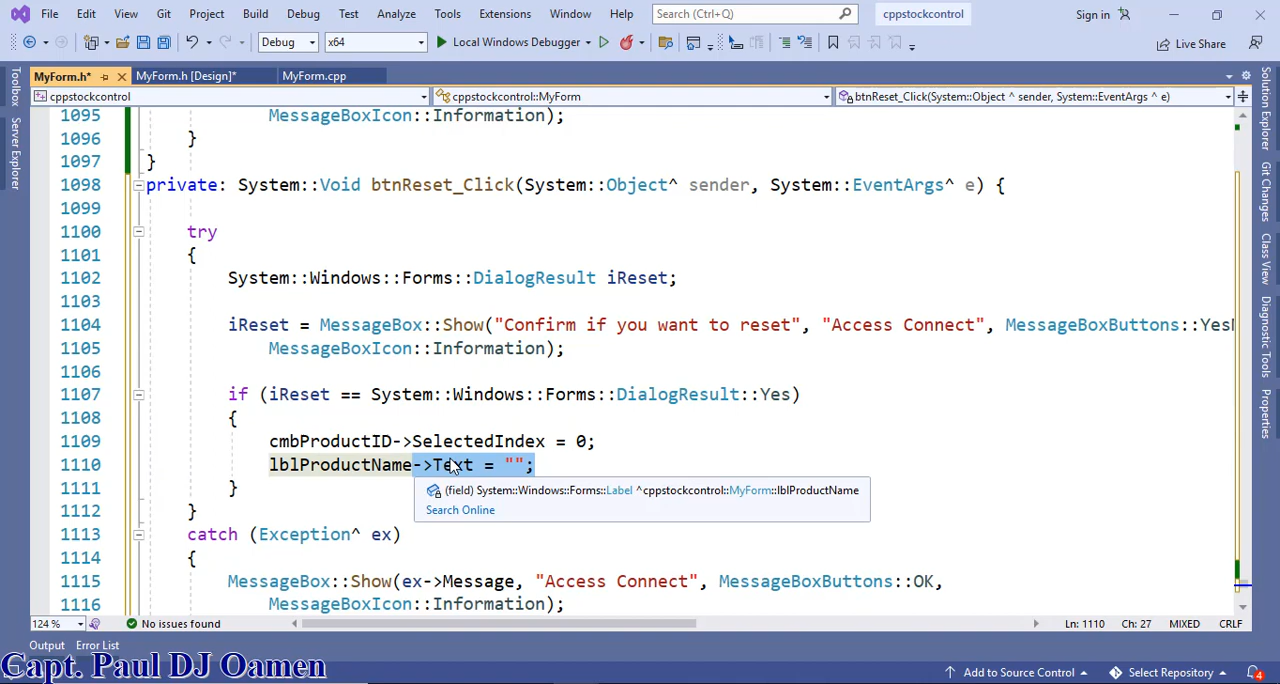 File Edit View Git Project Build Debug Test Analyze Tools Extensions Window Help Search (Ctrl+Q) cppstockcontrol Sign in
Debug x64 Local Windows Debugger Live Share
MyForm.h* MyForm.h [Design]* MyForm.cpp
cppstockcontrol cppstockcontrol::MyForm btnReset_Click(System::Object ^ sender, System::EventArgs ^ e)
Toolbox
Server Explorer
Solution Explorer
Git Changes
Class View
Diagnostic Tools
Properties
1095 MessageBoxIcon::Information);
1096 }
1097 }
1098 private: System::Void btnReset_Click(System::Object^ sender, System::EventArgs^ e) {
1099
1100 try
1101 {
1102 System::Windows::Forms::DialogResult iReset;
1103
1104 iReset = MessageBox::Show("Confirm if you want to reset", "Access Connect", MessageBoxButtons::YesN
1105 MessageBoxIcon::Information);
1106
1107 if (iReset == System::Windows::Forms::DialogResult::Yes)
1108 {
1109 cmbProductID->SelectedIndex = 0;
1110 lblProductName->Text = "";
1111 }
(field) System::Windows::Forms::Label ^cppstockcontrol::MyForm::lblProductName
Search Online
1112 }
1113 catch (Exception^ ex)
1114 {
1115 MessageBox::Show(ex->Message, "Access Connect", MessageBoxButtons::OK,
1116 MessageBoxIcon::Information);
124 % No issues found Ln: 1110 Ch: 27 MIXED CRLF
Output Error List
Capt. Paul DJ Oamen
Add to Source Control Select Repository 4